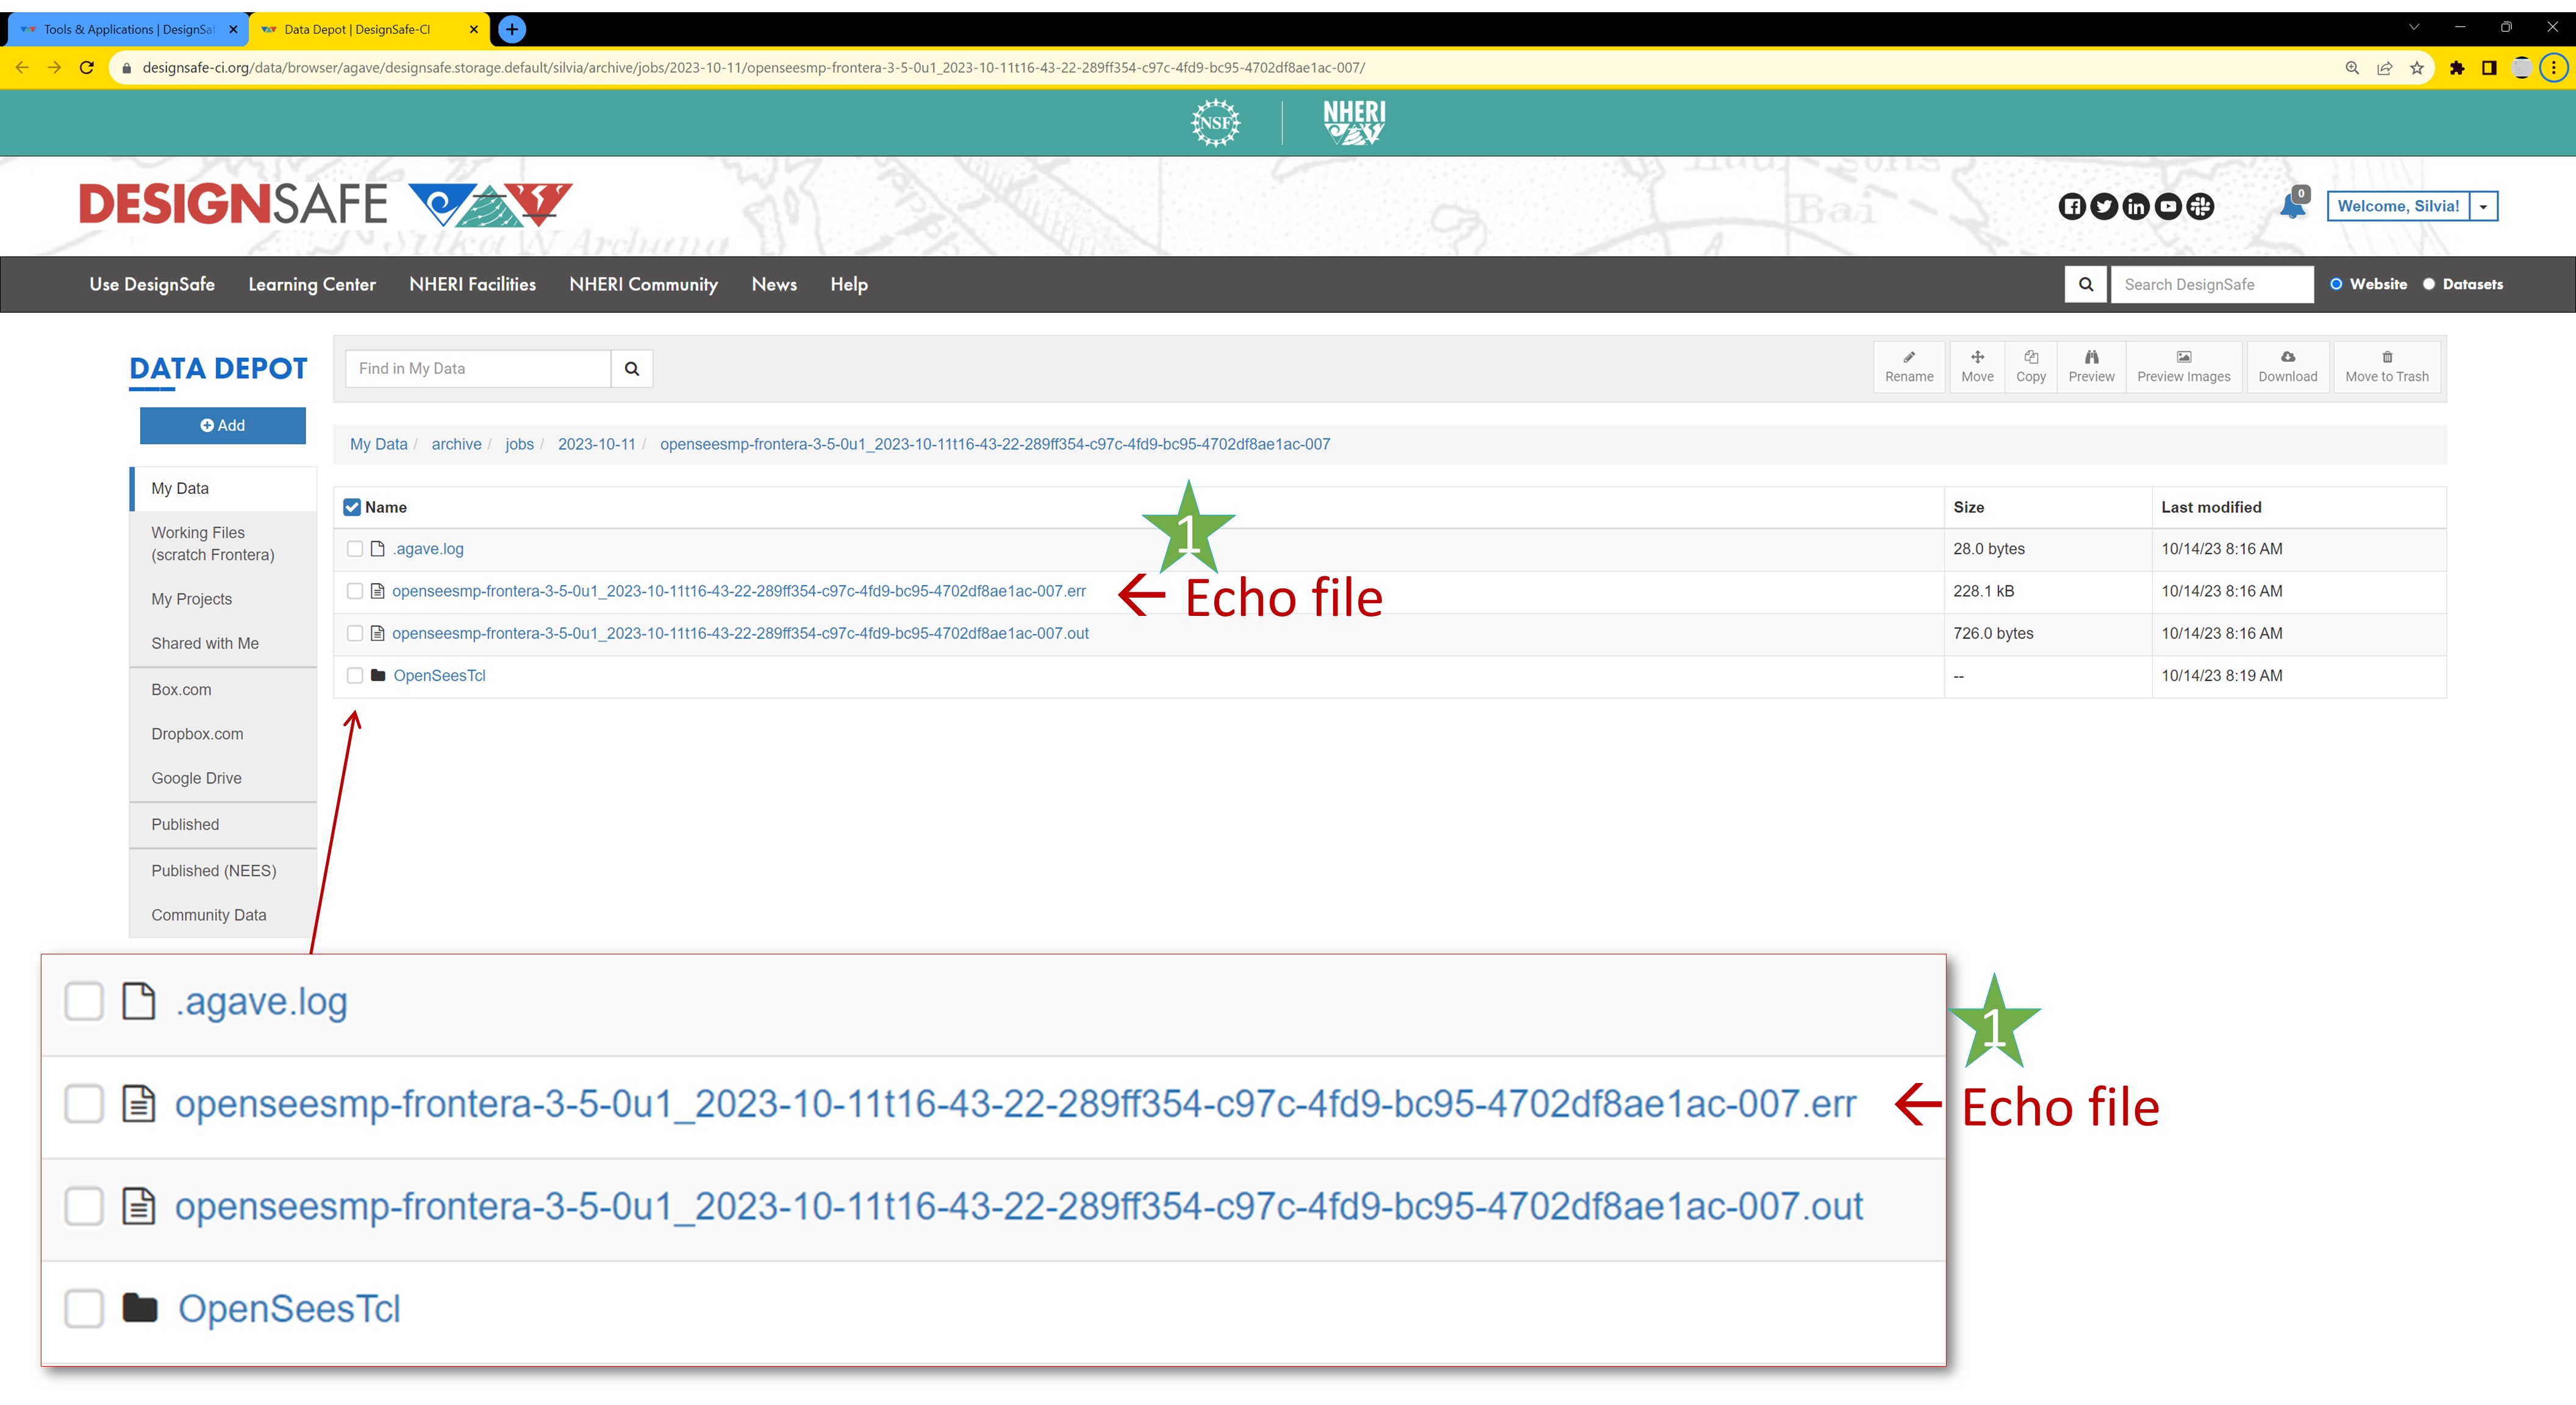 Tools & Applications | DesignSaf
Data Depot | DesignSafe-CI
designsafe-ci.org/data/browser/agave/designsafe.storage.default/silvia/archive/jobs/2023-10-11/openseesmp-frontera-3-5-0u1_2023-10-11t16-43-22-289ff354-c97c-4fd9-bc95-4702df8ae1ac-007/
NSF NHERI
DESIGNSAFE
0
Welcome, Silvia!
Use DesignSafe Learning Center NHERI Facilities NHERI Community News Help
Search DesignSafe Website Datasets
DATA DEPOT
Find in My Data
Rename Move Copy Preview Preview Images Download Move to Trash
Add
My Data / archive / jobs / 2023-10-11 / openseesmp-frontera-3-5-0u1_2023-10-11t16-43-22-289ff354-c97c-4fd9-bc95-4702df8ae1ac-007
My Data
Working Files
(scratch Frontera)
My Projects
Shared with Me
Box.com
Dropbox.com
Google Drive
Published
Published (NEES)
Community Data
Name Size Last modified
.agave.log 28.0 bytes 10/14/23 8:16 AM
1
openseesmp-frontera-3-5-0u1_2023-10-11t16-43-22-289ff354-c97c-4fd9-bc95-4702df8ae1ac-007.err ← Echo file 228.1 kB 10/14/23 8:16 AM
openseesmp-frontera-3-5-0u1_2023-10-11t16-43-22-289ff354-c97c-4fd9-bc95-4702df8ae1ac-007.out 726.0 bytes 10/14/23 8:16 AM
OpenSeesTcl -- 10/14/23 8:19 AM
.agave.log
1
openseesmp-frontera-3-5-0u1_2023-10-11t16-43-22-289ff354-c97c-4fd9-bc95-4702df8ae1ac-007.err ← Echo file
openseesmp-frontera-3-5-0u1_2023-10-11t16-43-22-289ff354-c97c-4fd9-bc95-4702df8ae1ac-007.out
OpenSeesTcl